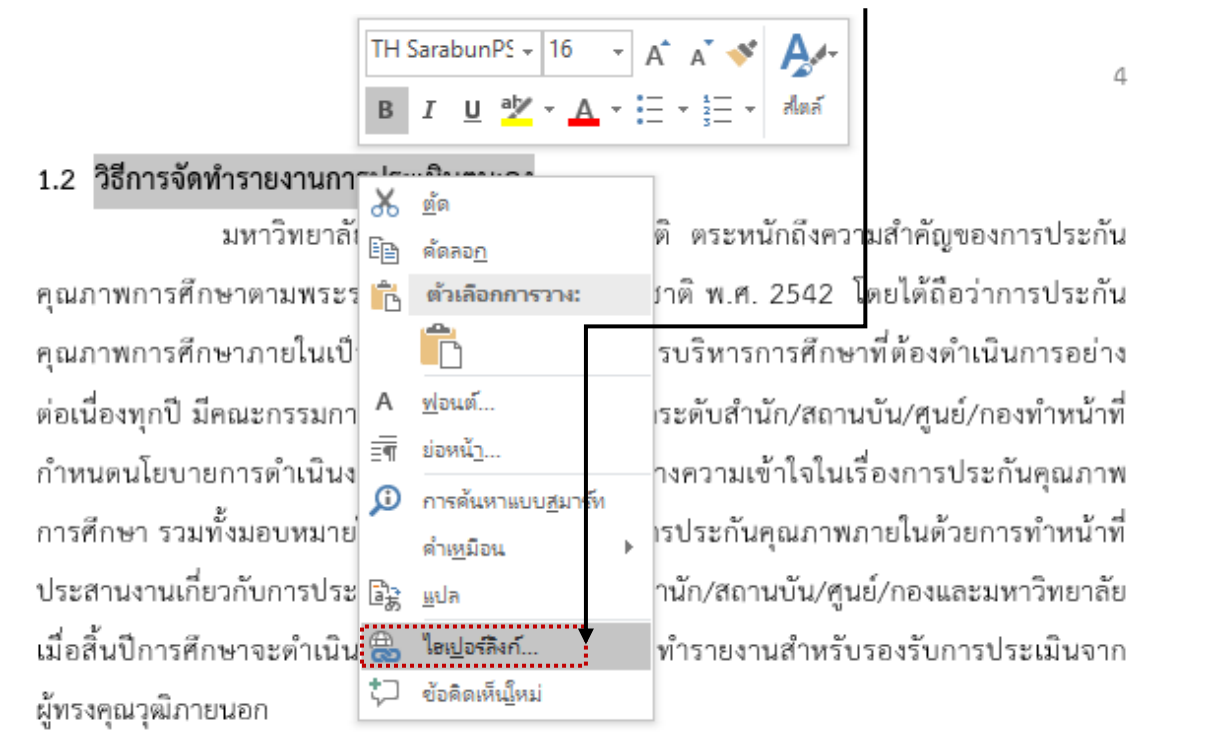 TH SarabunPS 16
4
B I U สไตล์
1.2 วิธีการจัดทำรายงานการประเมินตนเอง
ตัด
มหาวิทยาลั ติ ตระหนักถึงความสำคัญของการประกัน
คัดลอก
คุณภาพการศึกษาตามพระร ชาติ พ.ศ. 2542 โดยได้ถือว่าการประกัน
ตัวเลือกการวาง:
คุณภาพการศึกษาภายในเป็ รบริหารการศึกษาที่ต้องดำเนินการอย่าง
ต่อเนื่องทุกปี มีคณะกรรมกา ระดับสำนัก/สถาบัน/ศูนย์/กองทำหน้าที่
ฟอนต์...
ย่อหน้า...
กำหนดนโยบายการดำเนินง างความเข้าใจในเรื่องการประกันคุณภาพ
การค้นหาแบบสมาร์ท
การศึกษา รวมทั้งมอบหมาย รประกันคุณภาพภายในด้วยการทำหน้าที่
คำเหมือน
ประสานงานเกี่ยวกับการประ านัก/สถาบัน/ศูนย์/กองและมหาวิทยาลัย
แปล
เมื่อสิ้นปีการศึกษาจะดำเนิน ทำรายงานสำหรับรองรับการประเมินจาก
ไฮเปอร์ลิงก์...
ข้อคิดเห็นใหม่
ผู้ทรงคุณวุฒิภายนอก